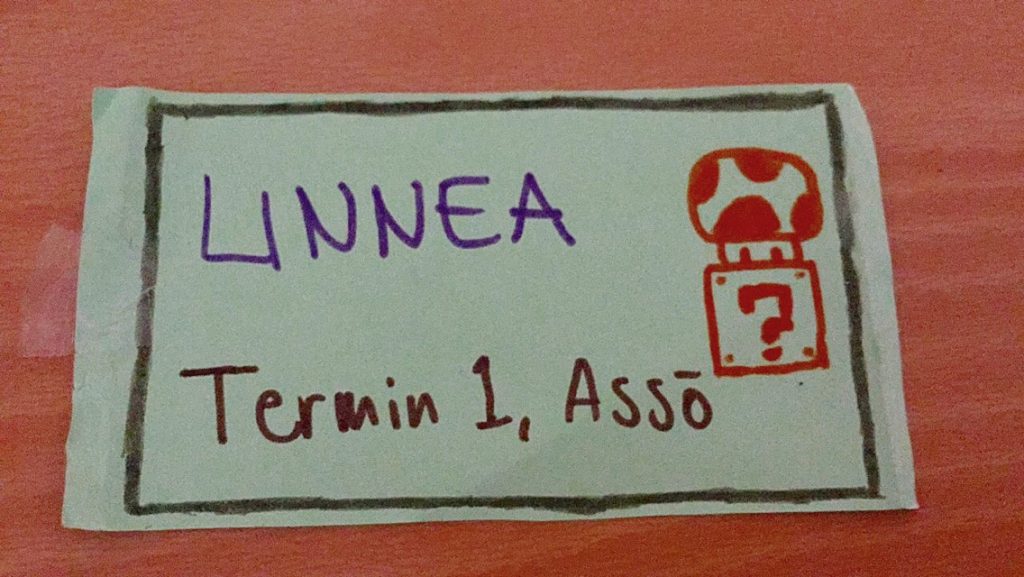 LINNEA
?
Termin 1, Assō